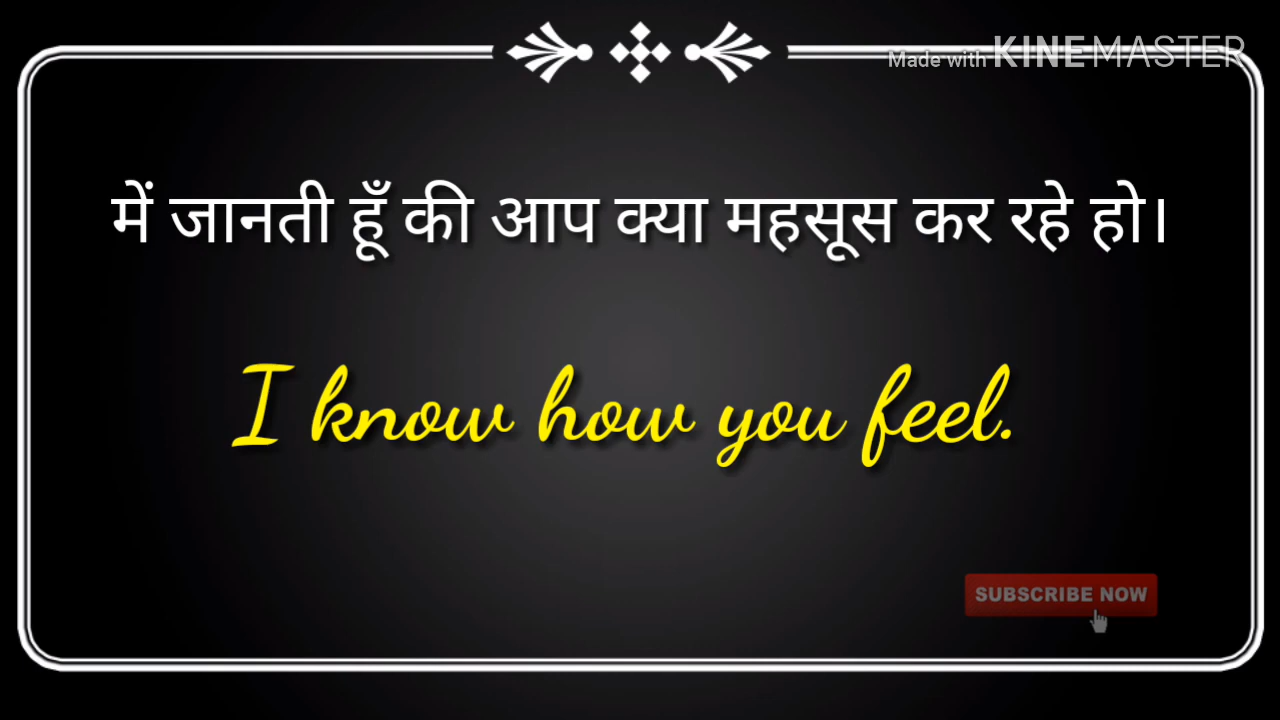 Made with KINEMASTER
में जानती हूँ की आप क्या महसूस कर रहे हो।
I know how you feel.
SUBSCRIBE NOW